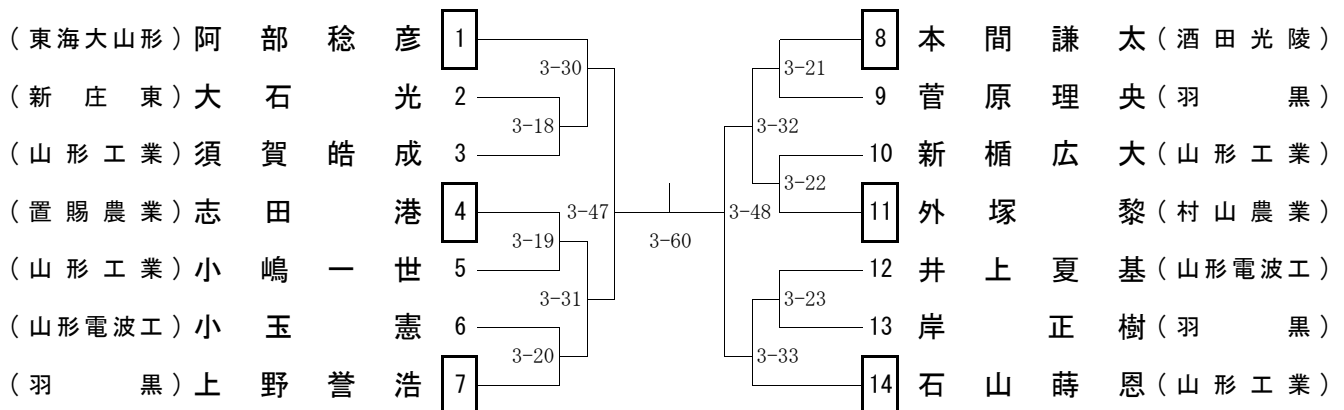 (東海大山形) 阿部稔彦 1 8 本間謙太 (酒田光陵)
3-30 3-21
(新庄東) 大石光 2 9 菅原理央 (羽黒)
3-18 3-32
(山形工業) 須賀皓成 3 10 新楯広大 (山形工業)
3-22
(置賜農業) 志田港 4 3-47 3-48 11 外塚黎 (村山農業)
3-19 3-60
(山形工業) 小嶋一世 5 12 井上夏基 (山形電波工)
3-31 3-23
(山形電波工) 小玉憲 6 13 岸正樹 (羽黒)
3-20 3-33
(羽黒) 上野誉浩 7 14 石山蒔恩 (山形工業)